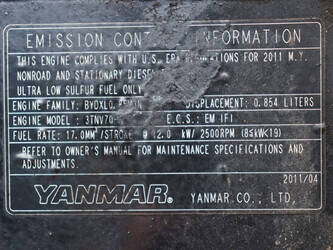 EMISSION CONT INFORMATION
THIS ENGINE COMPLIES WITH U.S. EPA REGULATIONS FOR 2011 M.Y.
NONROAD AND STATIONARY DIESEL
ULTRA LOW SULFUR FUEL ONLY.
ENGINE FAMILY: DISPLACEMENT: 0.854 LITERS
ENGINE MODEL : 3TNV70- E.C.S.: EM IFI
FUEL RATE: 17.0MM³/STROKE @ 12.0 kW/ 2500RPM (8≤kW<19)
REFER TO OWNER'S MANUAL FOR MAINTENANCE SPECIFICATIONS AND
ADJUSTMENTS.
2011/04
YANMAR® YANMAR.CO., LTD.